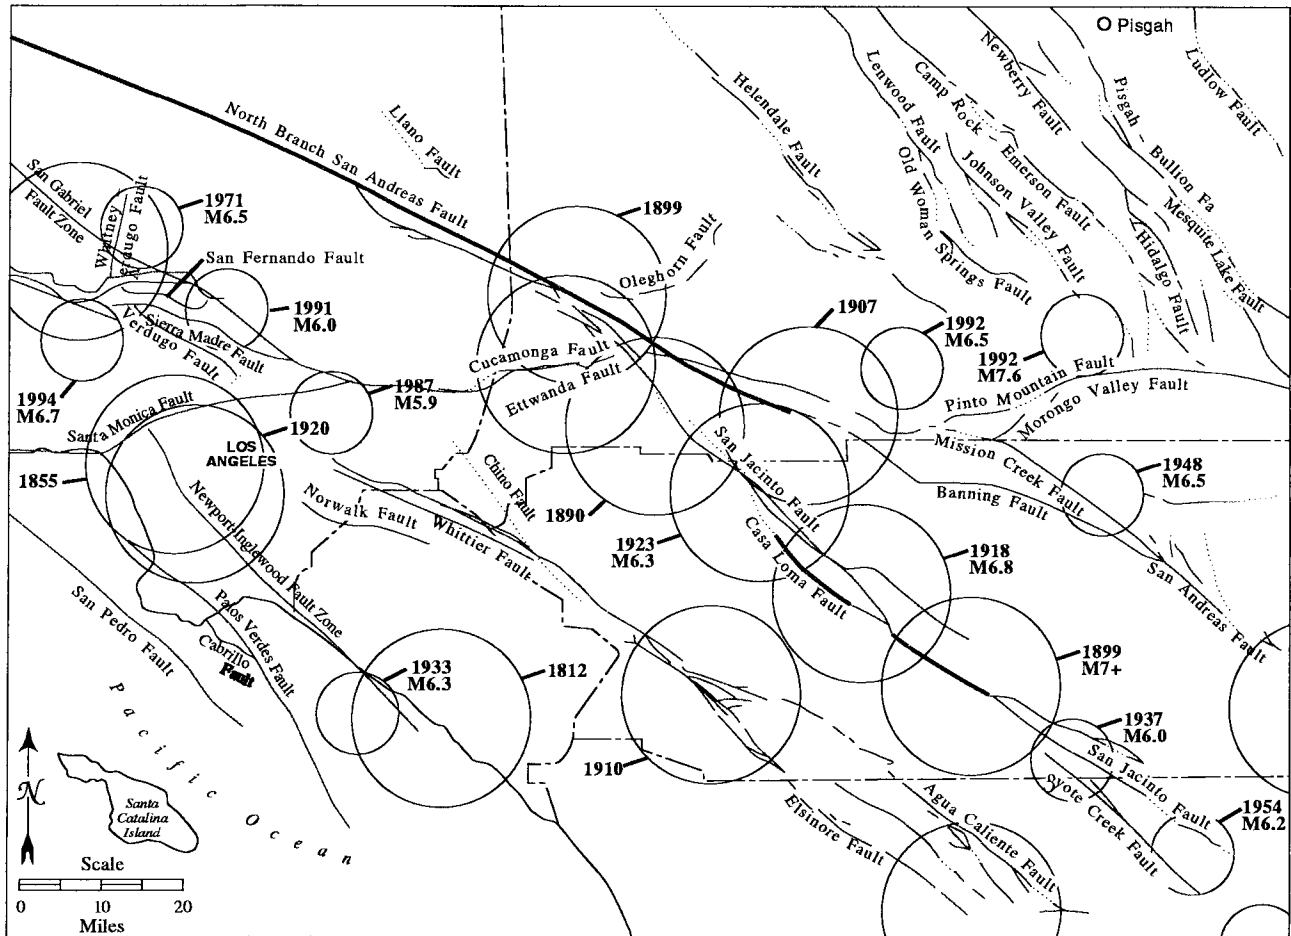 Pisgah
Ludlow Fault
Newberry Fault
Camp Rock - Emerson Fault
Lenwood Fault
Helendale Fault
Pisgah - Bullion Fa
Mesquite Lake Fault
Old Woman Springs Fault
Johnson Valley Fault
Hidalgo Fault
Llano Fault
North Branch San Andreas Fault
San Gabriel
Fault Zone
Whitney
erdugo Fault
1971
M6.5
San Fernando Fault
1899
Oleghorn Fault
1991
M6.0
Sierra Madre Fault
Verdugo Fault
1907
1992
M6.5
1992
M7.6
Cucamonga Fault
Ettwanda Fault
Pinto Mountain Fault
Morongo Valley Fault
1994
M6.7
1987
M5.9
Santa Monica Fault
1920
LOS
ANGELES
1855
San Jacinto Fault
Mission Creek Fault
Banning Fault
1948
M6.5
Chino Fault
Norwalk Fault
Whittier Fault
Newport-Inglewood Fault Zone
1890
1923
M6.3
Casa Loma Fault
1918
M6.8
San Andreas Fault
San Pedro Fault
Palos Verdes Fault
Cabrillo
Fault
1933
M6.3
1812
1899
M7+
1910
1937
M6.0
San Jacinto Fault
Syote Creek Fault
1954
M6.2
Elsinore Fault
Agua Caliente Fault
Pacific Ocean
N
Santa
Catalina
Island
Scale
0 10 20
Miles